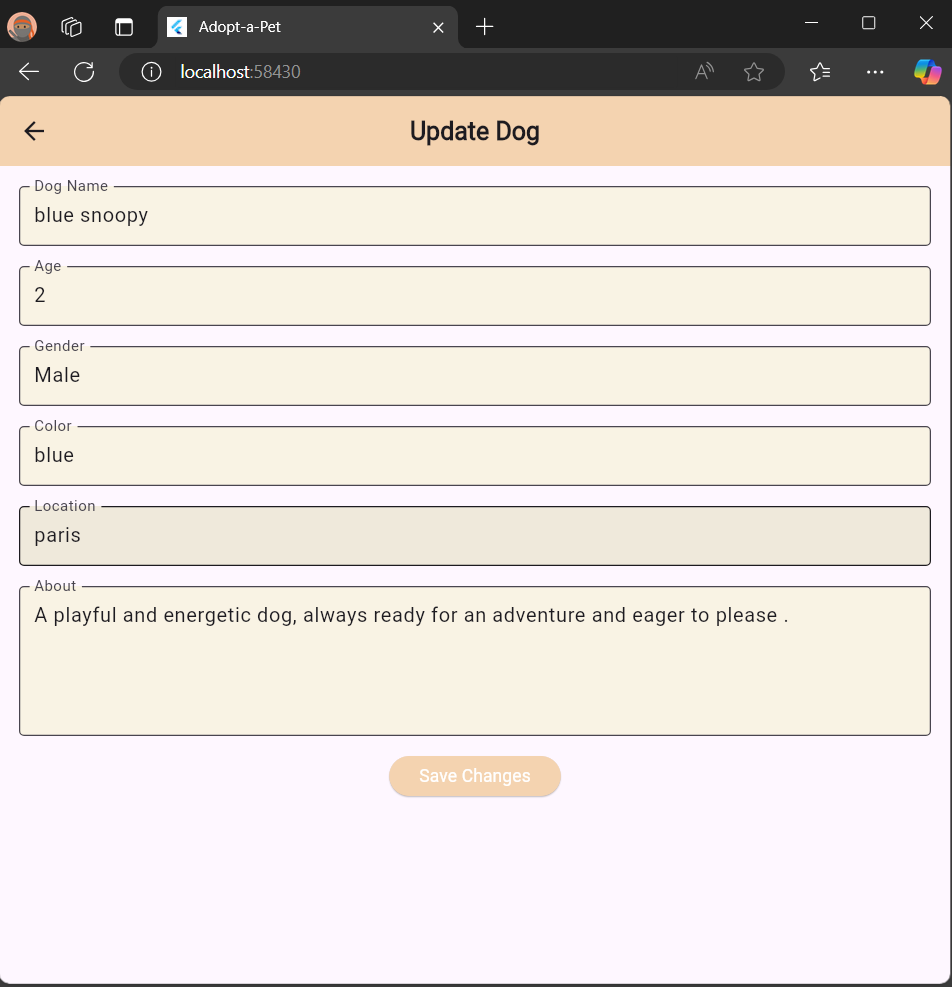 Adopt-a-Pet
localhost:58430
Update Dog
Dog Name
blue snoopy
Age
2
Gender
Male
Color
blue
Location
paris
About
A playful and energetic dog, always ready for an adventure and eager to please .
Save Changes